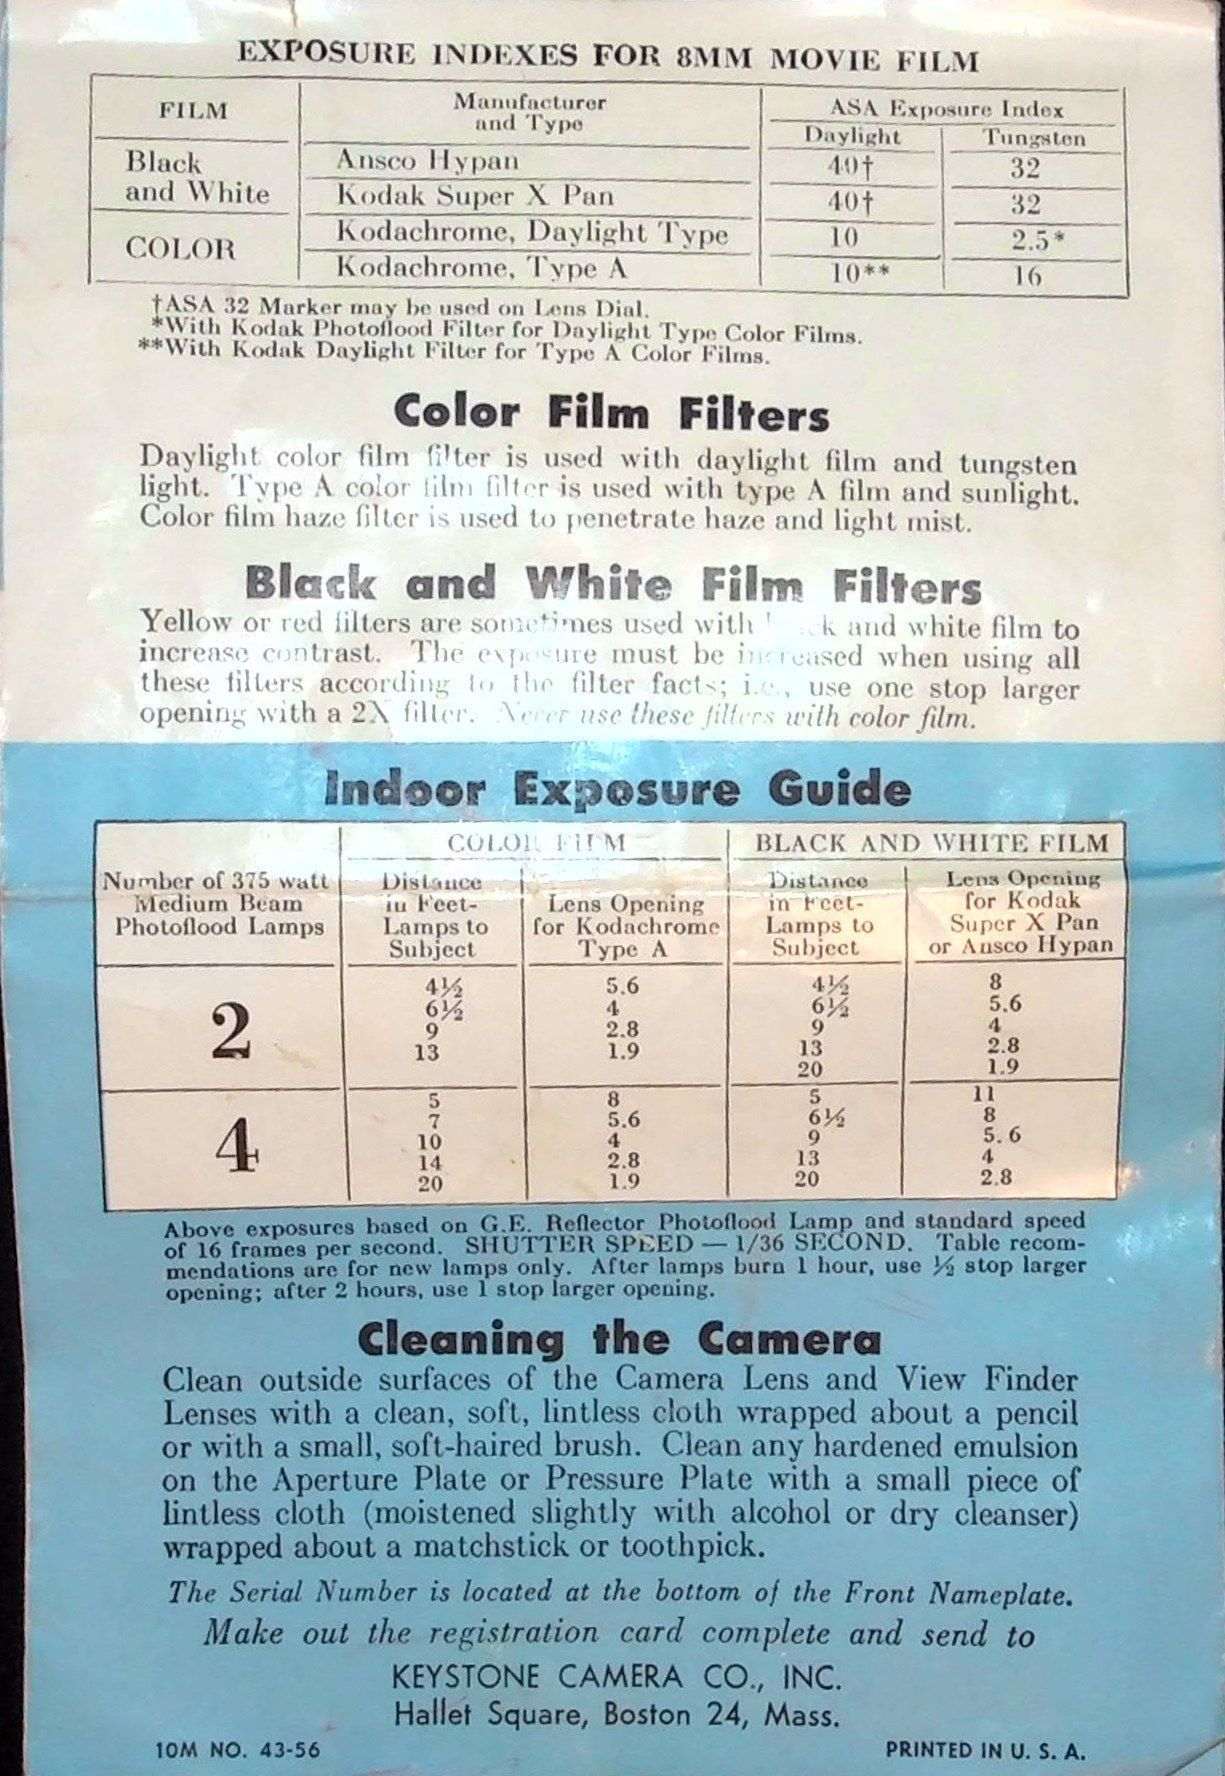 EXPOSURE INDEXES FOR 8MM MOVIE FILM
FILM
Manufacturer
and Type
ASA Exposure Index
Daylight Tungsten
Black
and White
Ansco Hypan 40† 32
Kodak Super X Pan 40† 32
COLOR
Kodachrome, Daylight Type 10 2.5*
Kodachrome, Type A 10** 16
†ASA 32 Marker may be used on Lens Dial.
*With Kodak Photoflood Filter for Daylight Type Color Films.
**With Kodak Daylight Filter for Type A Color Films.
Color Film Filters
Daylight color film filter is used with daylight film and tungsten
light. Type A color film filter is used with type A film and sunlight.
Color film haze filter is used to penetrate haze and light mist.
Black and White Film Filters
Yellow or red filters are sometimes used with black and white film to
increase contrast. The exposure must be increased when using all
these filters according to the filter facts; i.e., use one stop larger
opening with a 2X filter. Never use these filters with color film.
Indoor Exposure Guide
COLOR FILM BLACK AND WHITE FILM
Number of 375 watt
Medium Beam
Photoflood Lamps
Distance
in Feet-
Lamps to
Subject
Lens Opening
for Kodachrome
Type A
Distance
in Feet-
Lamps to
Subject
Lens Opening
for Kodak
Super X Pan
or Ansco Hypan
2
4½ 5.6 4½ 8
6½ 4 6½ 5.6
9 2.8 9 4
13 1.9 13 2.8
20 1.9
4
5 8 5 11
7 5.6 6½ 8
10 4 9 5.6
14 2.8 13 4
20 1.9 20 2.8
Above exposures based on G.E. Reflector Photoflood Lamp and standard speed
of 16 frames per second. SHUTTER SPEED — 1/36 SECOND. Table recom-
mendations are for new lamps only. After lamps burn 1 hour, use ½ stop larger
opening; after 2 hours, use 1 stop larger opening.
Cleaning the Camera
Clean outside surfaces of the Camera Lens and View Finder
Lenses with a clean, soft, lintless cloth wrapped about a pencil
or with a small, soft-haired brush. Clean any hardened emulsion
on the Aperture Plate or Pressure Plate with a small piece of
lintless cloth (moistened slightly with alcohol or dry cleanser)
wrapped about a matchstick or toothpick.
The Serial Number is located at the bottom of the Front Nameplate.
Make out the registration card complete and send to
KEYSTONE CAMERA CO., INC.
Hallet Square, Boston 24, Mass.
10M NO. 43-56 PRINTED IN U. S. A.